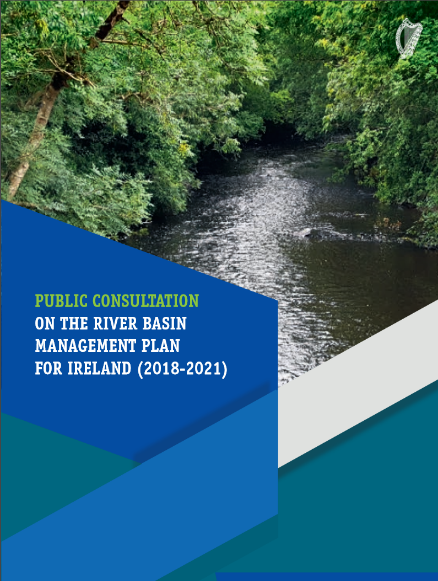 PUBLIC CONSULTATION
ON THE RIVER BASIN
MANAGEMENT PLAN
FOR IRELAND (2018-2021)